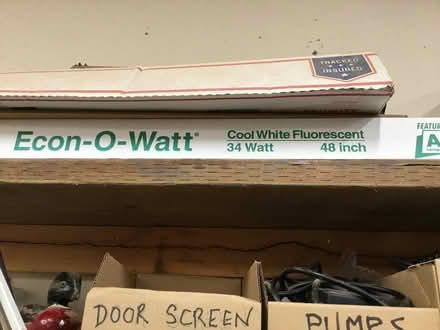 TRACKED
INSURED
Econ-O-Watt®
Cool White Fluorescent
34 Watt 48 inch
DOOR SCREEN
PUMPS